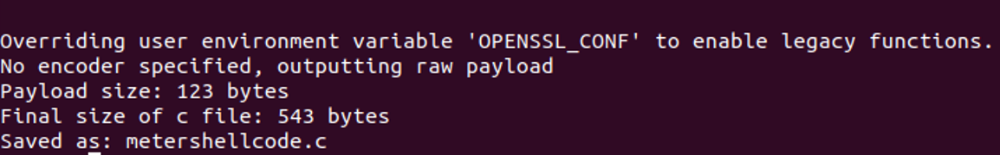 Overriding user environment variable 'OPENSSL_CONF' to enable legacy functions.
No encoder specified, outputting raw payload
Payload size: 123 bytes
Final size of c file: 543 bytes
Saved as: metershellcode.c